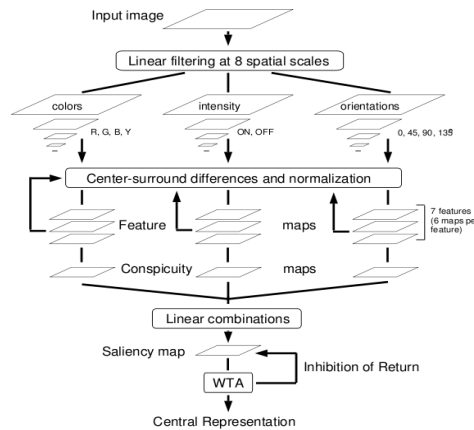 Input image
Linear filtering at 8 spatial scales
colors intensity orientations
R, G, B, Y ON, OFF 0, 45, 90, 135
Center-surround differences and normalization
7 features
(6 maps pe
feature)
Feature maps
Conspicuity maps
Linear combinations
Saliency map
Inhibition of Return
WTA
Central Representation